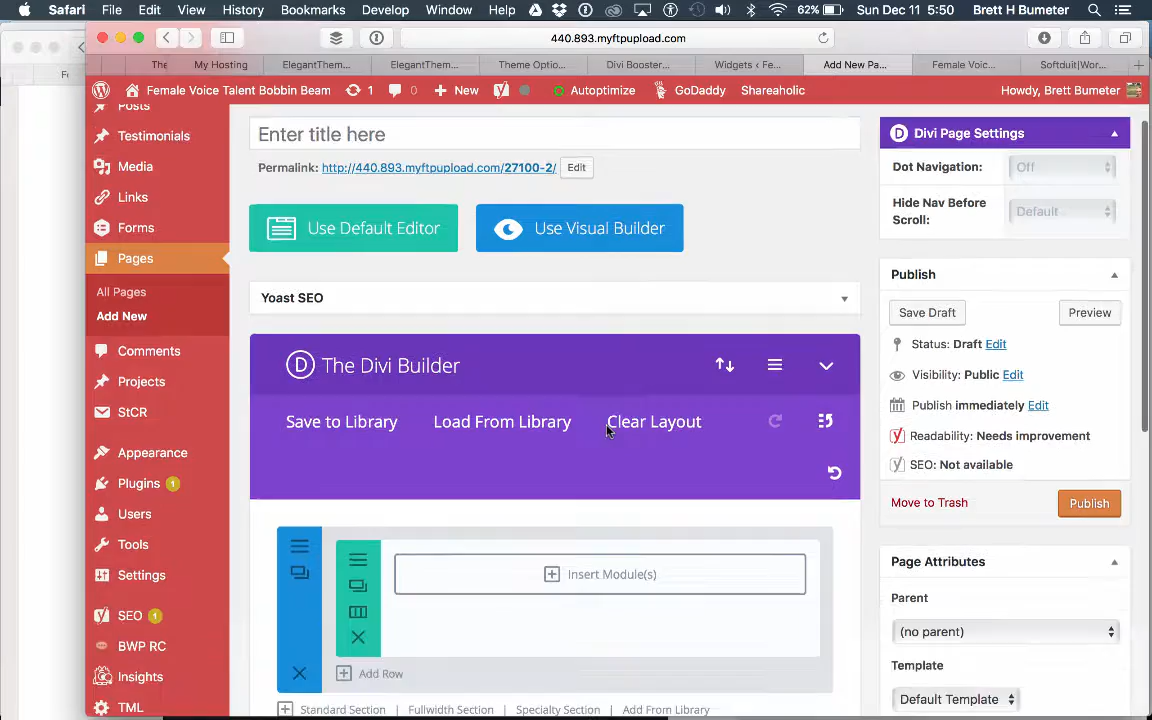 Safari File Edit View History Bookmarks Develop Window Help 62% Sun Dec 11 5:50 Brett H Bumeter
440.893.myftpupload.com
The My Hosting ElegantThem... ElegantThem... Theme Optio... Divi Booster... Widgets ‹ Fe... Add New Pa... Female Voic... Softduit|Wor...
Female Voice Talent Bobbin Beam 1 0 + New Autoptimize GoDaddy Shareaholic Howdy, Brett Bumeter
Posts
Testimonials
Media
Links
Forms
Pages
All Pages
Add New
Comments
Projects
StCR
Appearance
Plugins 1
Users
Tools
Settings
SEO 1
BWP RC
Insights
TML
Enter title here
Permalink: http://440.893.myftpupload.com/27100-2/ Edit
Use Default Editor Use Visual Builder
Yoast SEO
D The Divi Builder
Save to Library Load From Library Clear Layout
Insert Module(s)
Add Row
Standard Section | Fullwidth Section | Specialty Section | Add From Library
D Divi Page Settings
Dot Navigation: Off
Hide Nav Before Scroll: Default
Publish
Save Draft Preview
Status: Draft Edit
Visibility: Public Edit
Publish immediately Edit
Readability: Needs improvement
SEO: Not available
Move to Trash Publish
Page Attributes
Parent
(no parent)
Template
Default Template